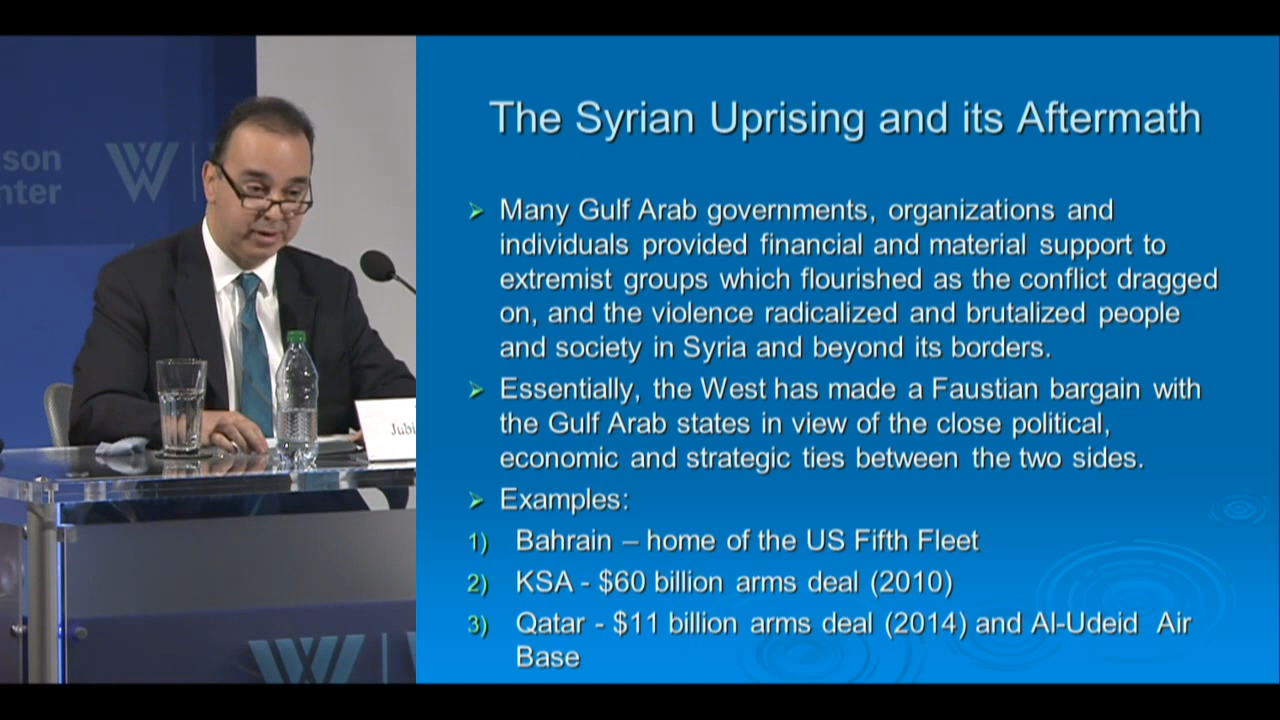 son
nter
W
Jubi
W
The Syrian Uprising and its Aftermath
Many Gulf Arab governments, organizations and
individuals provided financial and material support to
extremist groups which flourished as the conflict dragged
on, and the violence radicalized and brutalized people
and society in Syria and beyond its borders.
Essentially, the West has made a Faustian bargain with
the Gulf Arab states in view of the close political,
economic and strategic ties between the two sides.
Examples:
1) Bahrain – home of the US Fifth Fleet
2) KSA - $60 billion arms deal (2010)
3) Qatar - $11 billion arms deal (2014) and Al-Udeid Air
Base